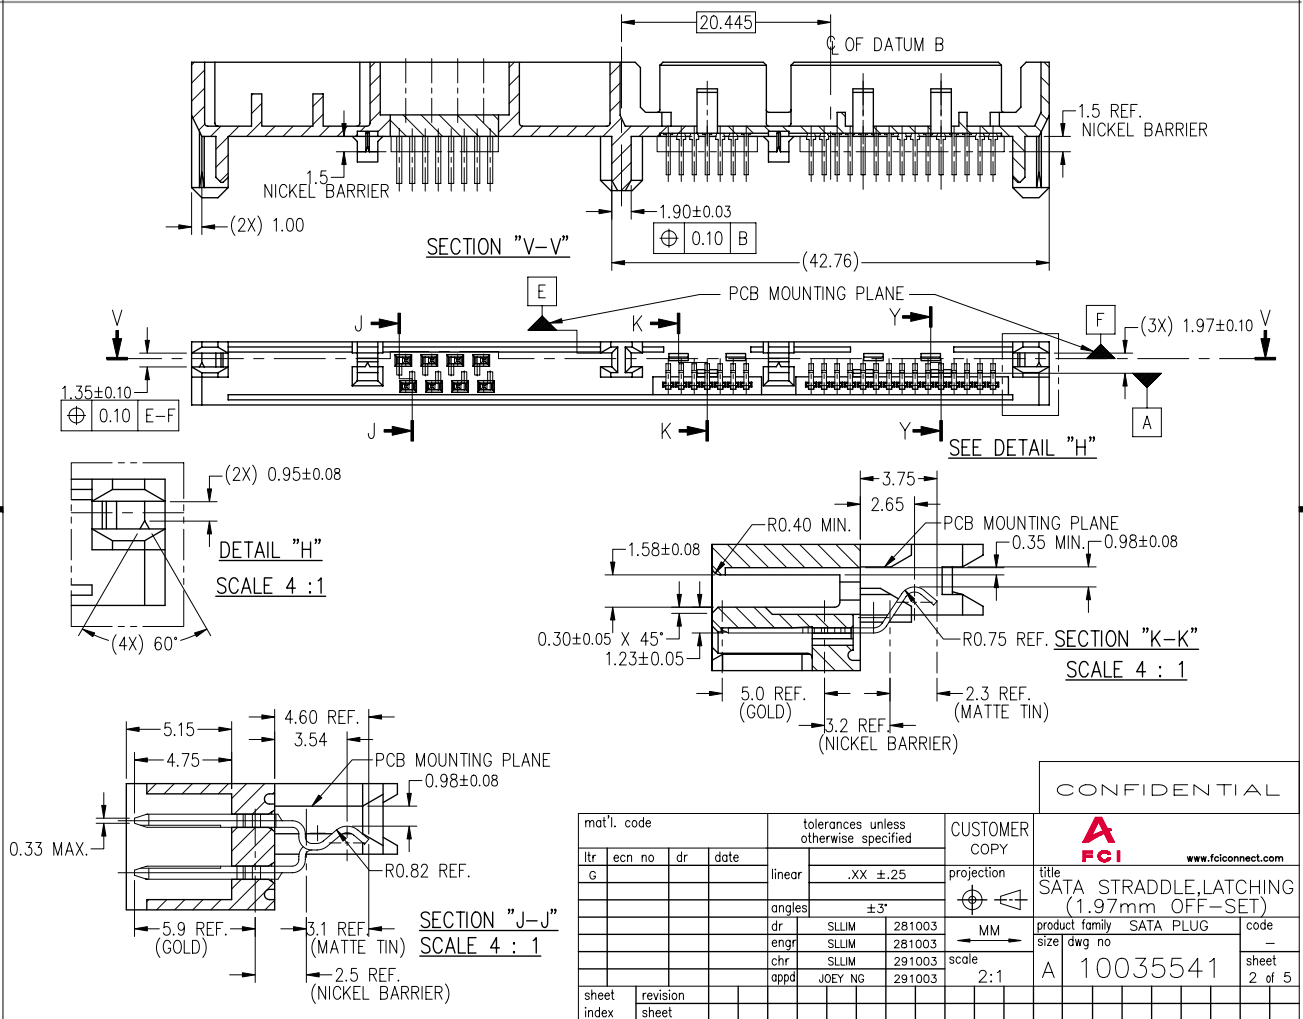 20.445
℄ OF DATUM B
1.5 REF.
NICKEL BARRIER
1.5
NICKEL BARRIER
(2X) 1.00
1.90±0.03
⌖ 0.10 B
SECTION "V-V"
(42.76)
E
PCB MOUNTING PLANE
F
V
J
K
Y
(3X) 1.97±0.10
V
1.35±0.10
⌖ 0.10 E-F
A
J
K
Y
SEE DETAIL "H"
(2X) 0.95±0.08
DETAIL "H"
SCALE 4 :1
(4X) 60°
3.75
2.65
R0.40 MIN.
PCB MOUNTING PLANE
0.35 MIN.
0.98±0.08
1.58±0.08
0.30±0.05 X 45°
1.23±0.05
R0.75 REF.
SECTION "K-K"
SCALE 4 : 1
5.0 REF.
(GOLD)
2.3 REF.
(MATTE TIN)
3.2 REF.
(NICKEL BARRIER)
4.60 REF.
5.15
3.54
4.75
PCB MOUNTING PLANE
0.98±0.08
0.33 MAX.
R0.82 REF.
5.9 REF.
(GOLD)
3.1 REF.
(MATTE TIN)
SECTION "J-J"
SCALE 4 : 1
2.5 REF.
(NICKEL BARRIER)
CONFIDENTIAL
mat'l. code
tolerances unless
otherwise specified
CUSTOMER
COPY
FCI
www.fciconnect.com
ltr ecn no dr date
G
linear .XX ±.25
angles ±3°
projection
title
SATA STRADDLE,LATCHING
(1.97mm OFF-SET)
dr SLLIM 281003
engr SLLIM 281003
chr SLLIM 291003
appd JOEY NG 291003
MM
scale
2:1
product family SATA PLUG
code
-
size dwg no
A 10035541
sheet
2 of 5
sheet
index
revision
sheet